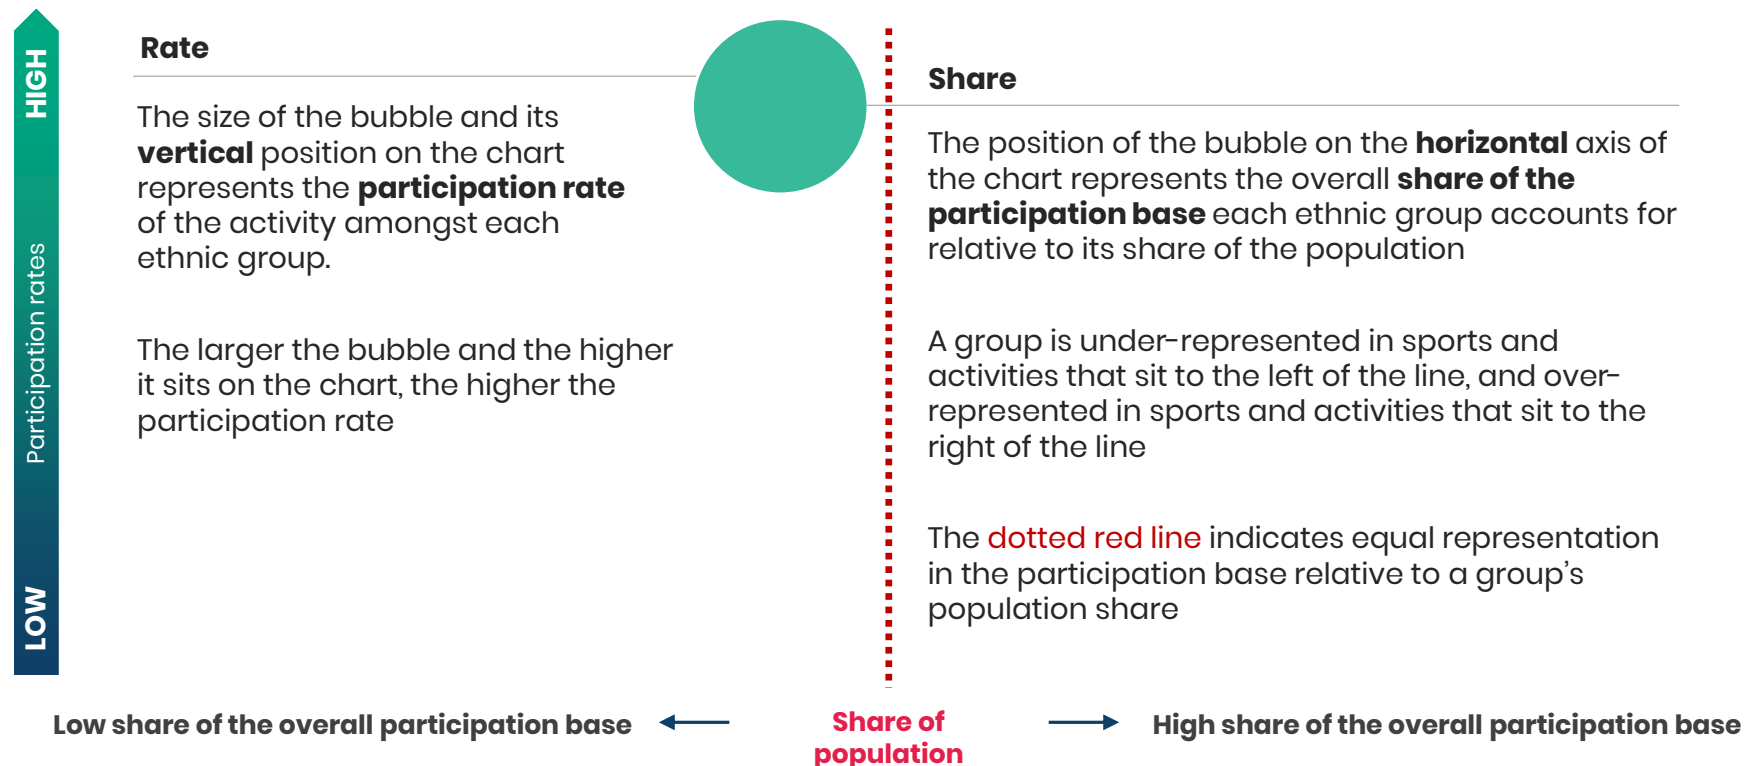 HIGH
Participation rates
LOW
Rate
The size of the bubble and its
vertical position on the chart
represents the participation rate
of the activity amongst each
ethnic group.
The larger the bubble and the higher
it sits on the chart, the higher the
participation rate
Share
The position of the bubble on the horizontal axis of
the chart represents the overall share of the
participation base each ethnic group accounts for
relative to its share of the population
A group is under-represented in sports and
activities that sit to the left of the line, and over-
represented in sports and activities that sit to the
right of the line
The dotted red line indicates equal representation
in the participation base relative to a group’s
population share
Low share of the overall participation base
Share of
population
High share of the overall participation base